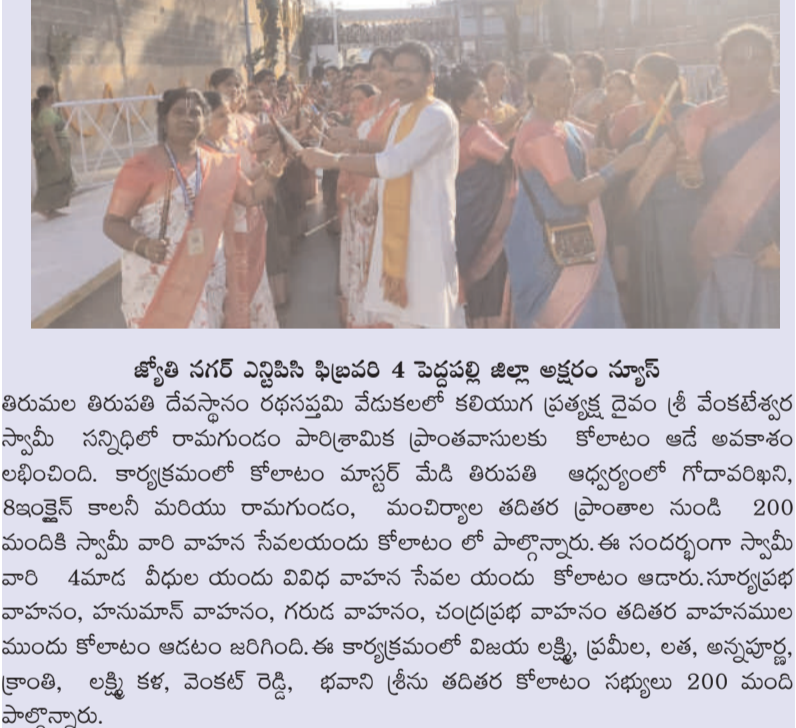 జ్యోతి నగర్ ఎన్టిపిసి ఫిబ్రవరి 4 పెద్దపల్లి జిల్లా అక్షరం న్యూస్
తిరుమల తిరుపతి దేవస్థానం రథసప్తమి వేడుకలలో కలియుగ ప్రత్యక్ష దైవం శ్రీ వేంకటేశ్వర
స్వామీ సన్నిధిలో రామగుండం పారిశ్రామిక ప్రాంతవాసులకు కోలాటం ఆడే అవకాశం
లభించింది. కార్యక్రమంలో కోలాటం మాస్టర్ మేడి తిరుపతి ఆధ్వర్యంలో గోదావరిఖని,
8ఇంక్లైన్ కాలనీ మరియు రామగుండం, మంచిర్యాల తదితర ప్రాంతాల నుండి 200
మందికి స్వామీ వారి వాహన సేవలయందు కోలాటం లో పాల్గొన్నారు.ఈ సందర్భంగా స్వామీ
వారి 4మాడ వీధుల యందు వివిధ వాహన సేవల యందు కోలాటం ఆడారు.సూర్యప్రభ
వాహనం, హనుమాన్ వాహనం, గరుడ వాహనం, చంద్రప్రభ వాహనం తదితర వాహనముల
ముందు కోలాటం ఆడటం జరిగింది.ఈ కార్యక్రమంలో విజయ లక్ష్మి, ప్రమీల, లత, అన్నపూర్ణ,
క్రాంతి, లక్ష్మి కళ, వెంకట్ రెడ్డి, భవాని శ్రీను తదితర కోలాటం సభ్యులు 200 మంది
పాల్గొన్నారు.